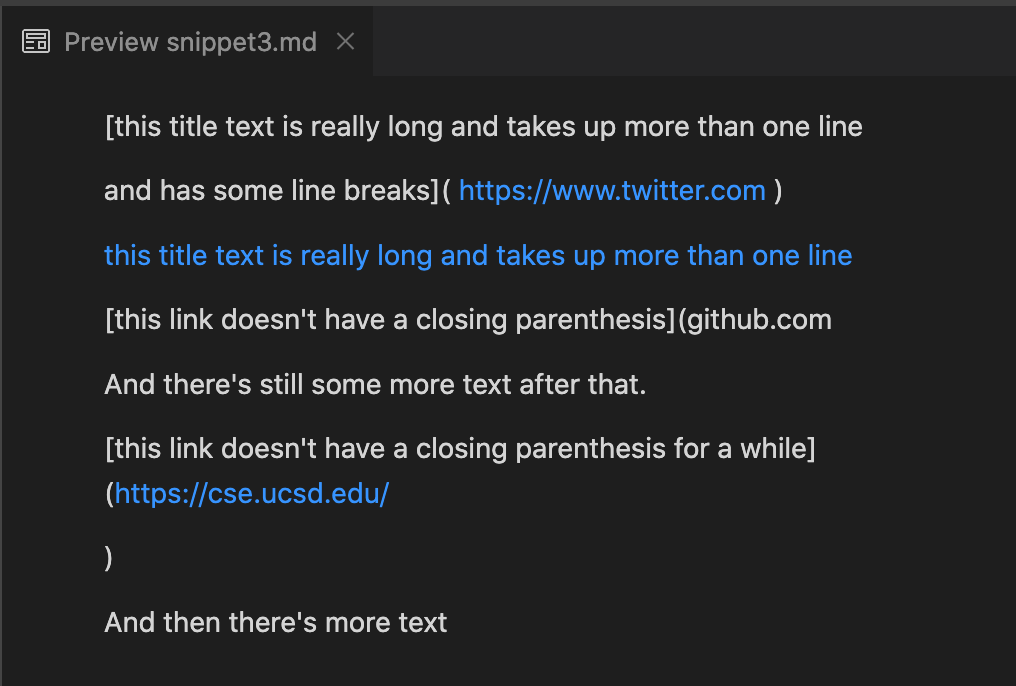 Preview snippet3.md
[this title text is really long and takes up more than one line
and has some line breaks]( https://www.twitter.com )
this title text is really long and takes up more than one line
[this link doesn't have a closing parenthesis](github.com
And there's still some more text after that.
[this link doesn't have a closing parenthesis for a while]
(https://cse.ucsd.edu/
)
And then there's more text